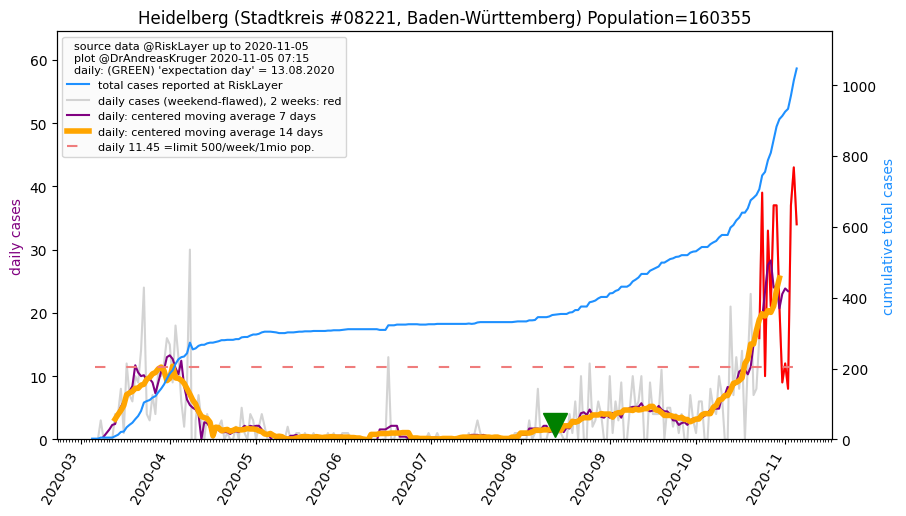 Heidelberg (Stadtkreis #08221, Baden-Württemberg) Population=160355
source data @RiskLayer up to 2020-11-05
plot @DrAndreasKruger 2020-11-05 07:15
daily: (GREEN) 'expectation day' = 13.08.2020
total cases reported at RiskLayer
daily cases (weekend-flawed), 2 weeks: red
daily: centered moving average 7 days
daily: centered moving average 14 days
daily 11.45 =limit 500/week/1mio pop.
daily cases
60
50
40
30
20
10
0
cumulative total cases
1000
800
600
400
200
0
2020-03
2020-04
2020-05
2020-06
2020-07
2020-08
2020-09
2020-10
2020-11